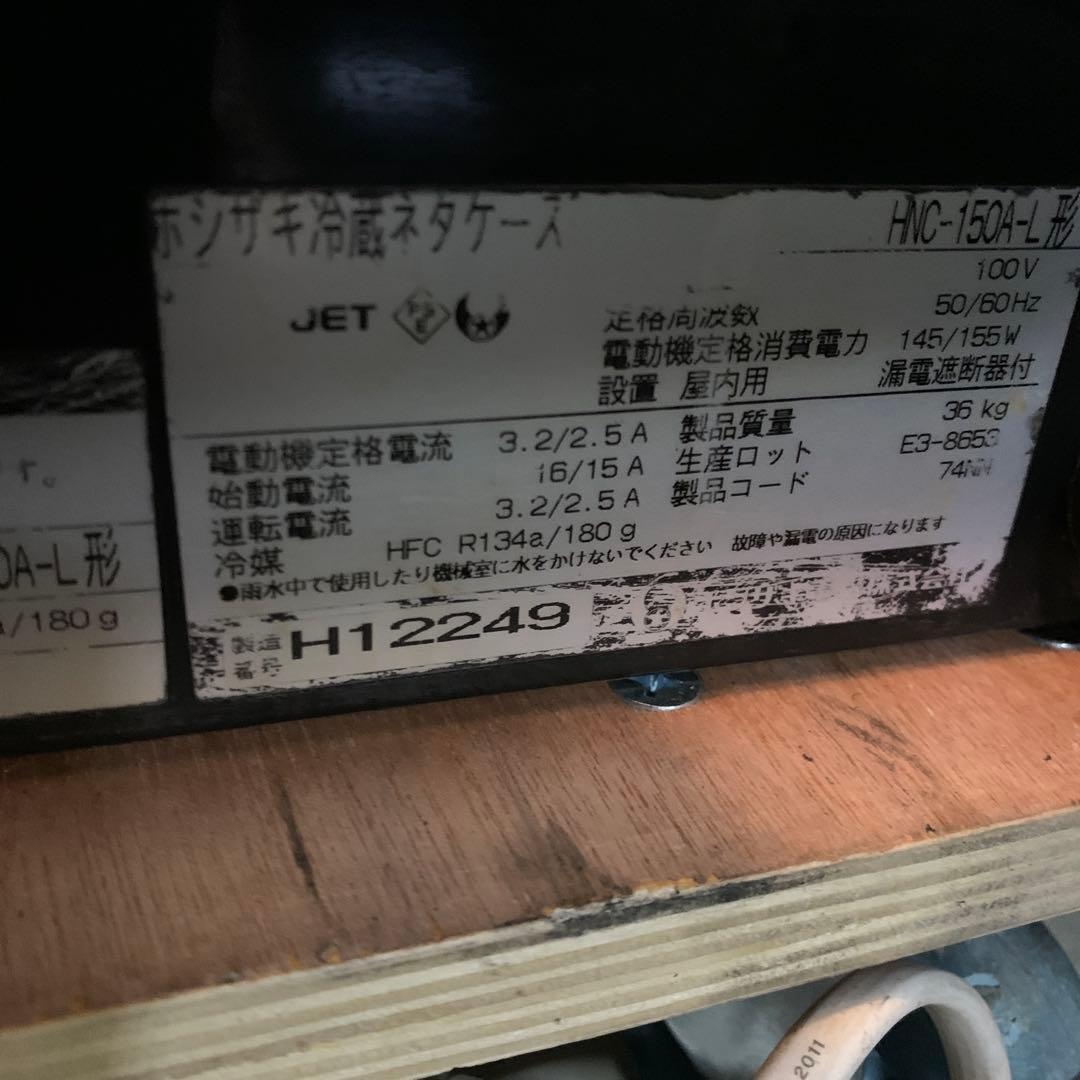 ホシザキ冷蔵ネタケース HNC-150A-L形
100V
JET 定格周波数 50/60Hz
電動機定格消費電力 145/155W
設置 屋内用 漏電遮断器付
電動機定格電流 3.2/2.5A 製品質量 36kg
始動電流 16/15A 生産ロット E3-8653
運転電流 3.2/2.5A 製品コード 74NN
冷媒 HFC R134a/180g
●雨水中で使用したり機械室に水をかけないでください 故障や漏電の原因になります
製造番号 H12249
0A-L形
a/180g
2011